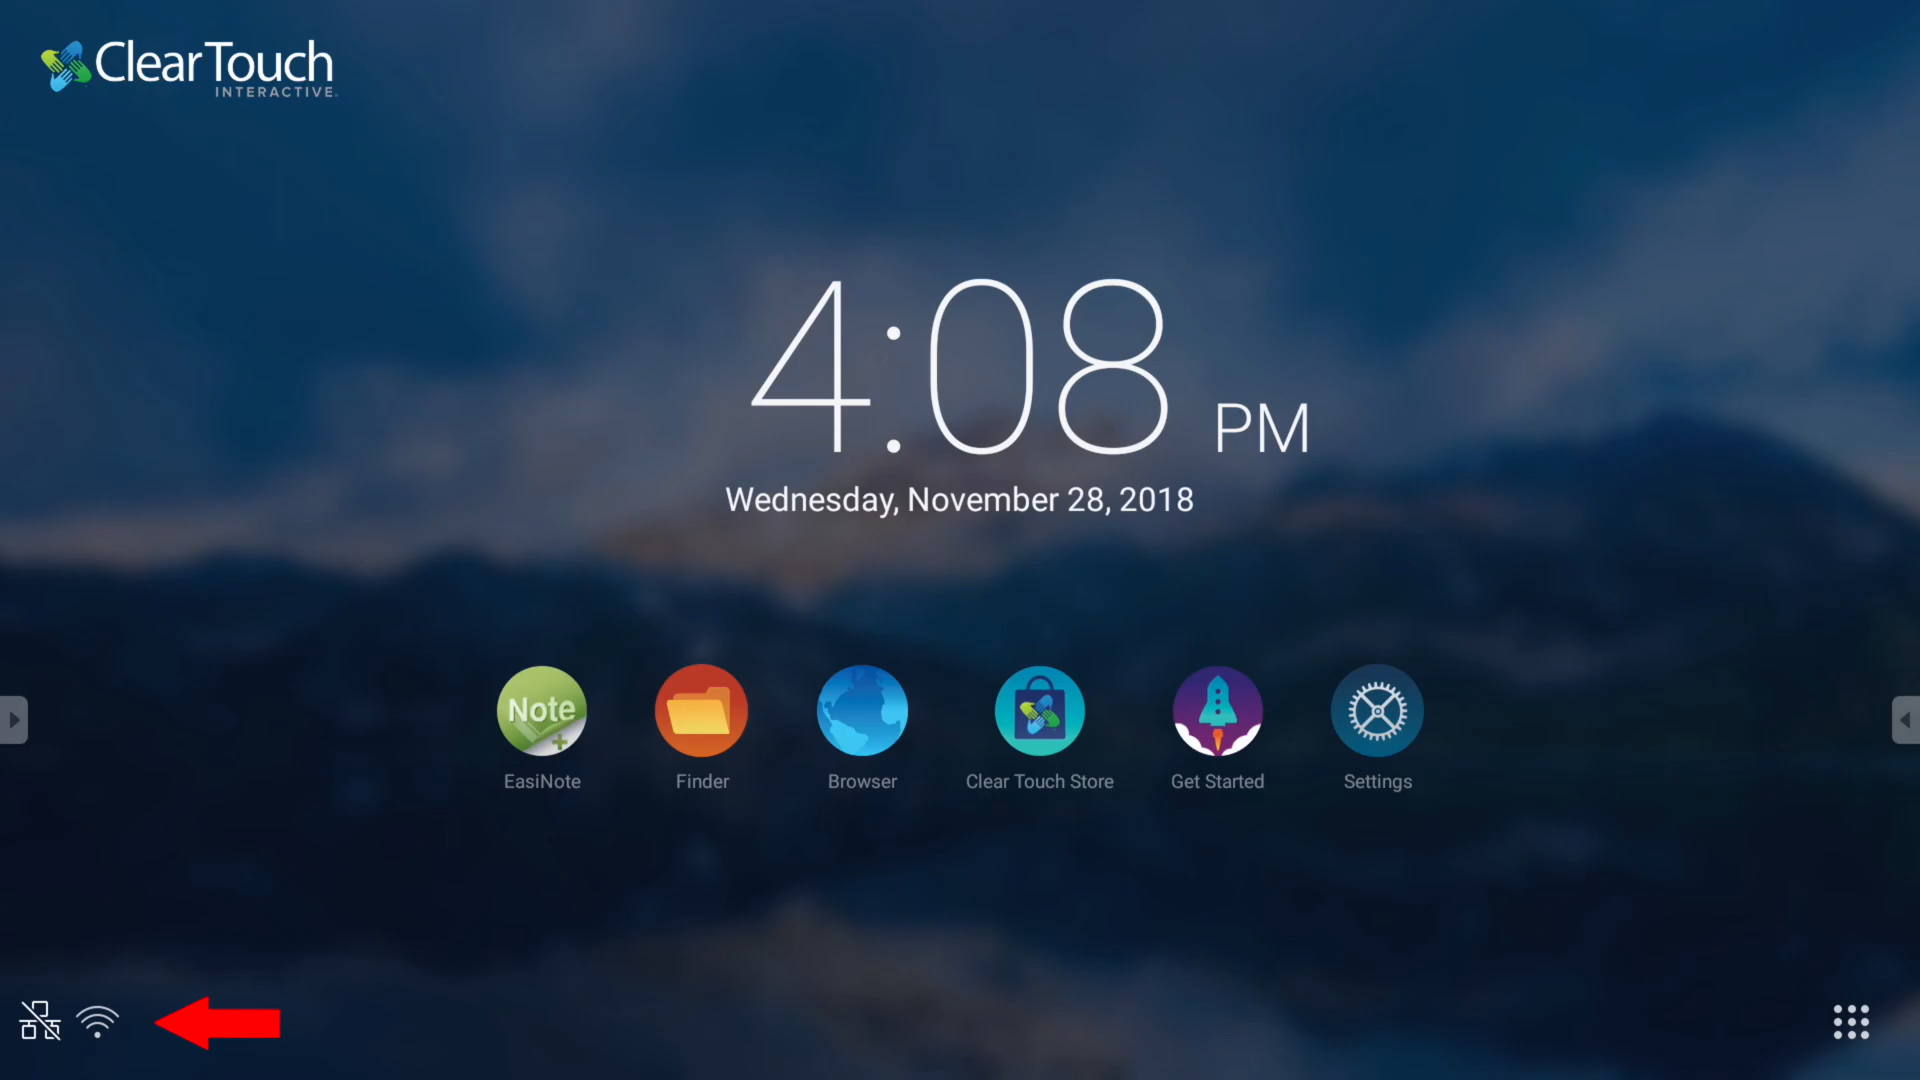 ClearTouch
INTERACTIVE
4:08 PM
Wednesday, November 28, 2018
Note
EasiNote
Finder
Browser
Clear Touch Store
Get Started
Settings